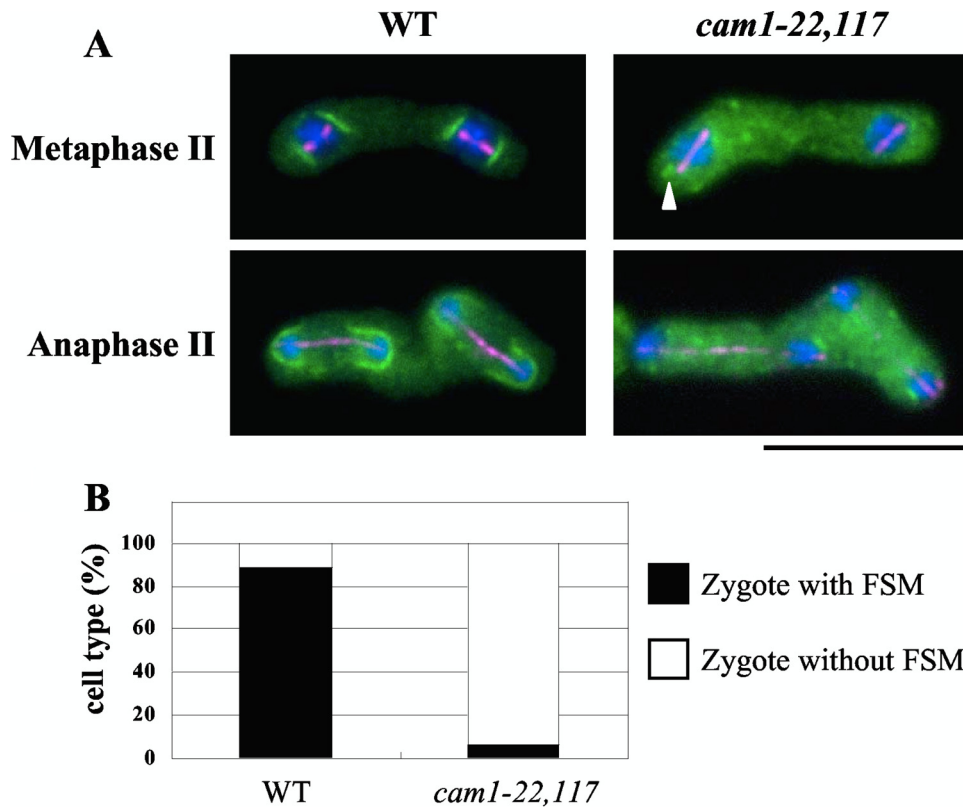 A
WT
cam1-22,117
Metaphase II
Anaphase II
B
cell type (%)
100
80
60
40
20
0
WT
cam1-22,117
Zygote with FSM
Zygote without FSM